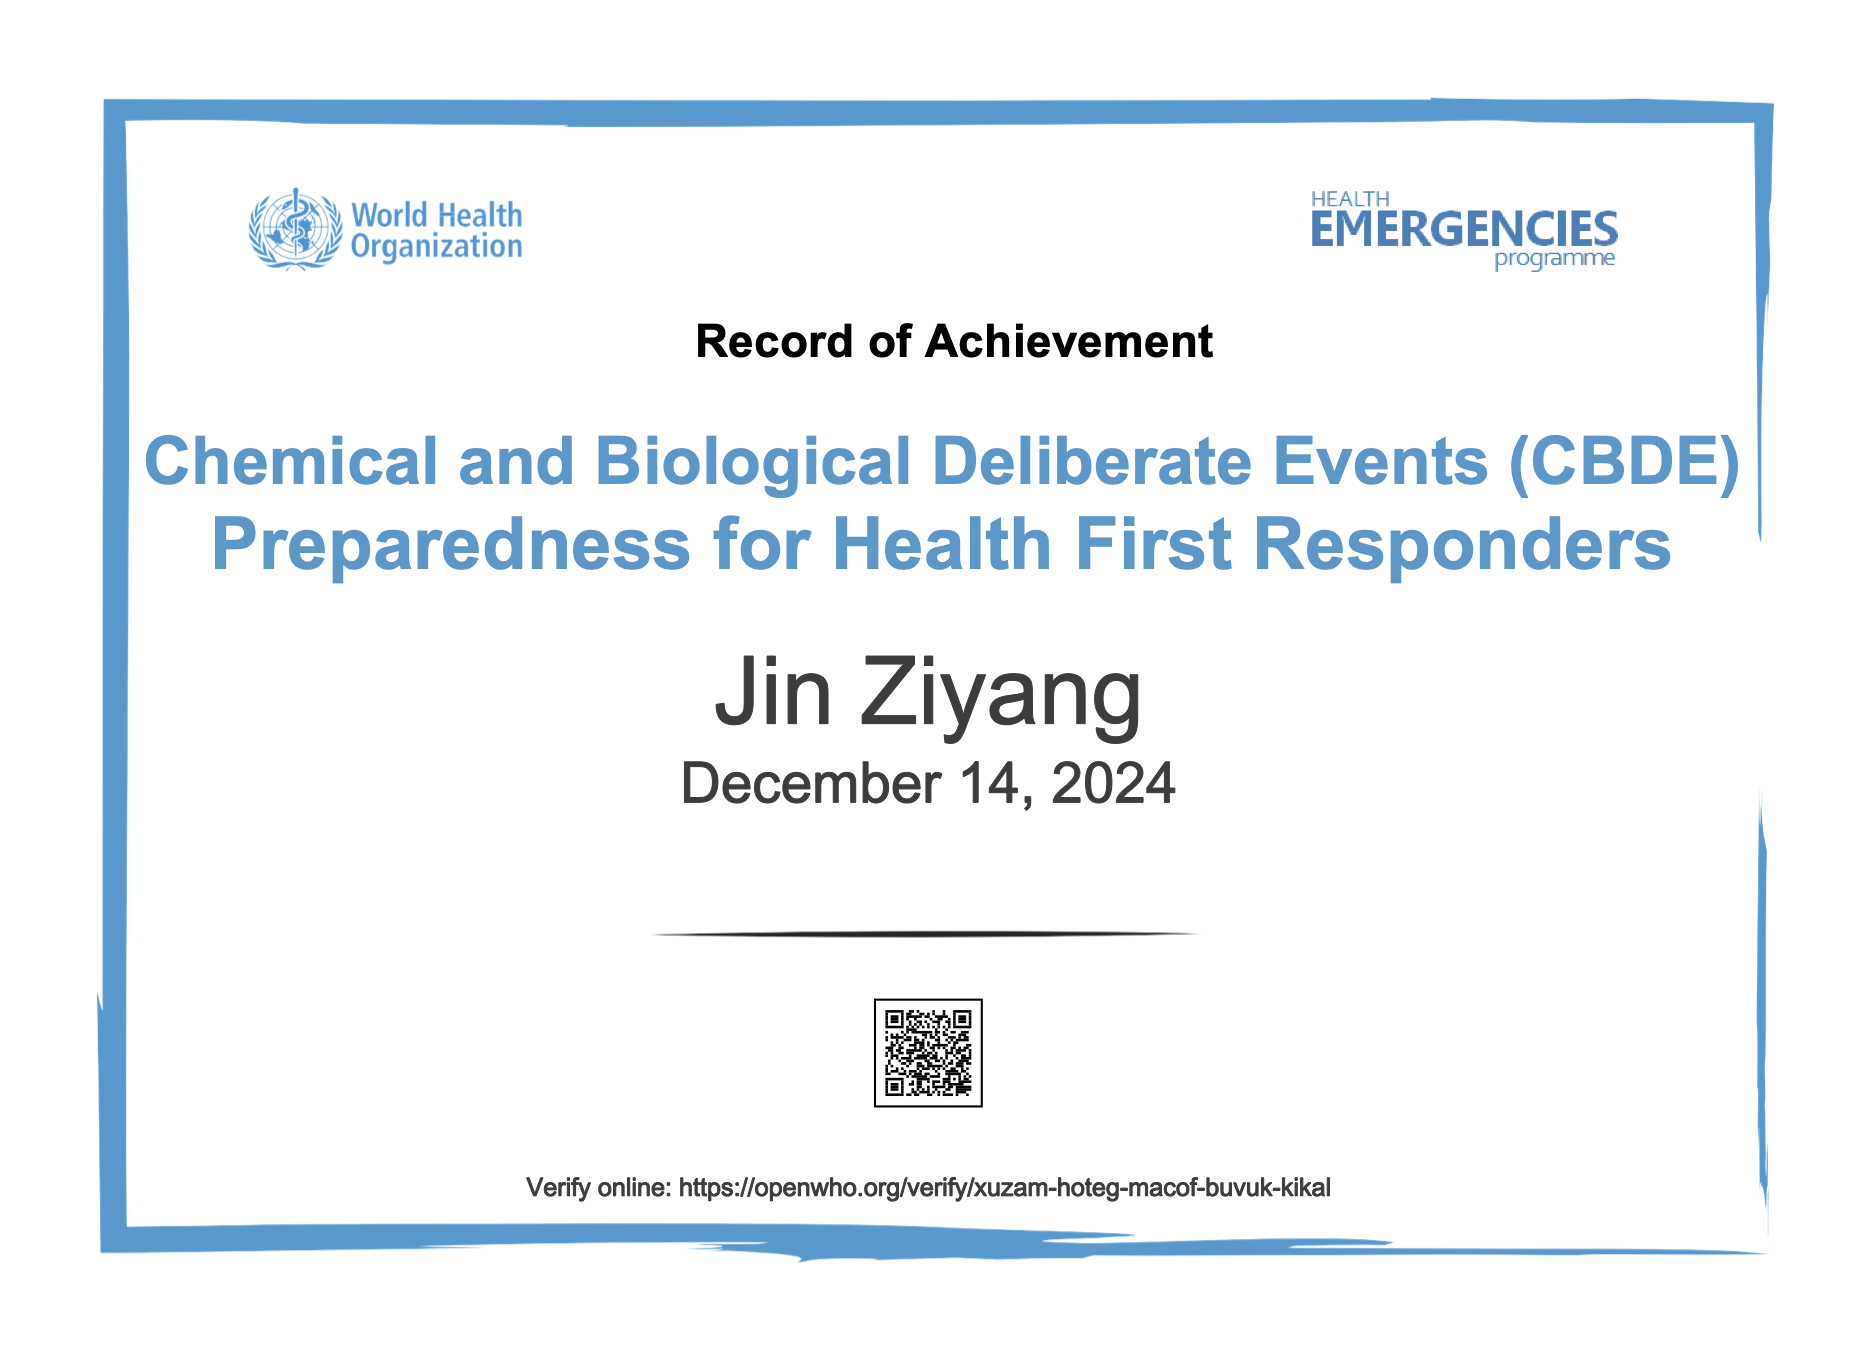 World Health
Organization
HEALTH
EMERGENCIES
programme
Record of Achievement
Chemical and Biological Deliberate Events (CBDE)
Preparedness for Health First Responders
Jin Ziyang
December 14, 2024
Verify online: https://openwho.org/verify/xuzam-hoteg-macof-buvuk-kikal